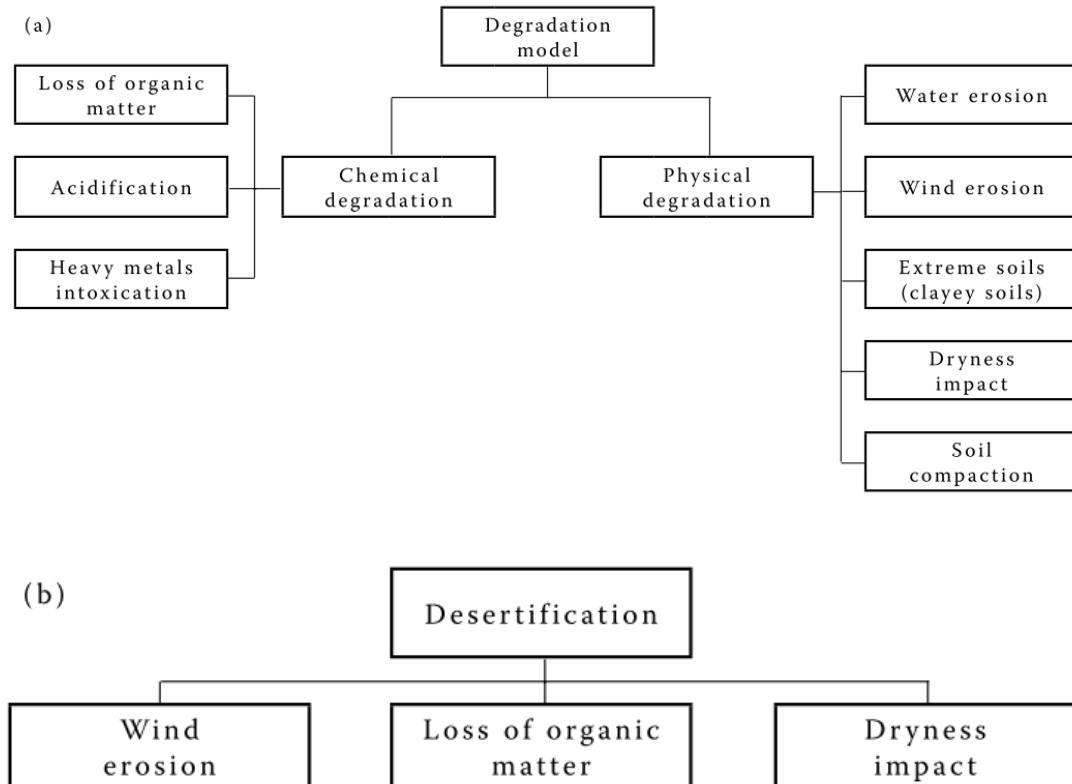 (a)
Degradation
model
Loss of organic
matter
Acidification
Heavy metals
intoxication
Chemical
degradation
Physical
degradation
Water erosion
Wind erosion
Extreme soils
(clayey soils)
Dryness
impact
Soil
compaction
(b)
Desertification
Wind
erosion
Loss of organic
matter
Dryness
impact